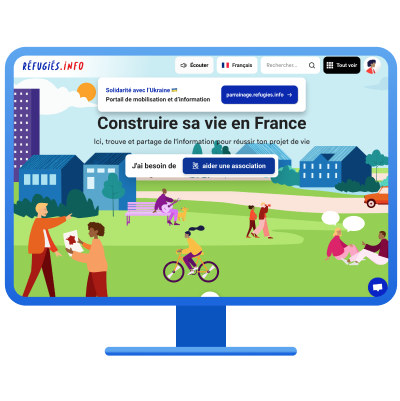 RÉFUGIÉS.INFO
Écouter
Français
Rechercher...
Tout voir
Solidarité avec l'Ukraine
Portail de mobilisation et d'information
parrainage.refugies.info →
Construire sa vie en France
Ici, trouve et partage de l'information pour réussir ton projet de vie
J'ai besoin de
aider une association